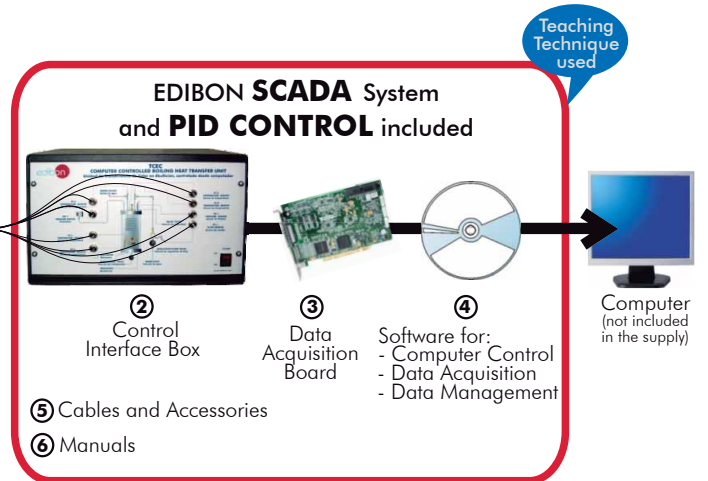 Teaching
Technique
used
EDIBON SCADA System
and PID CONTROL included
edibon
TCEC
COMPUTER CONTROLLED BOILING HEAT TRANSFER UNIT
2
Control
Interface Box
3
Data
Acquisition
Board
4
Software for:
- Computer Control
- Data Acquisition
- Data Management
Computer
(not included
in the supply)
5 Cables and Accessories
6 Manuals